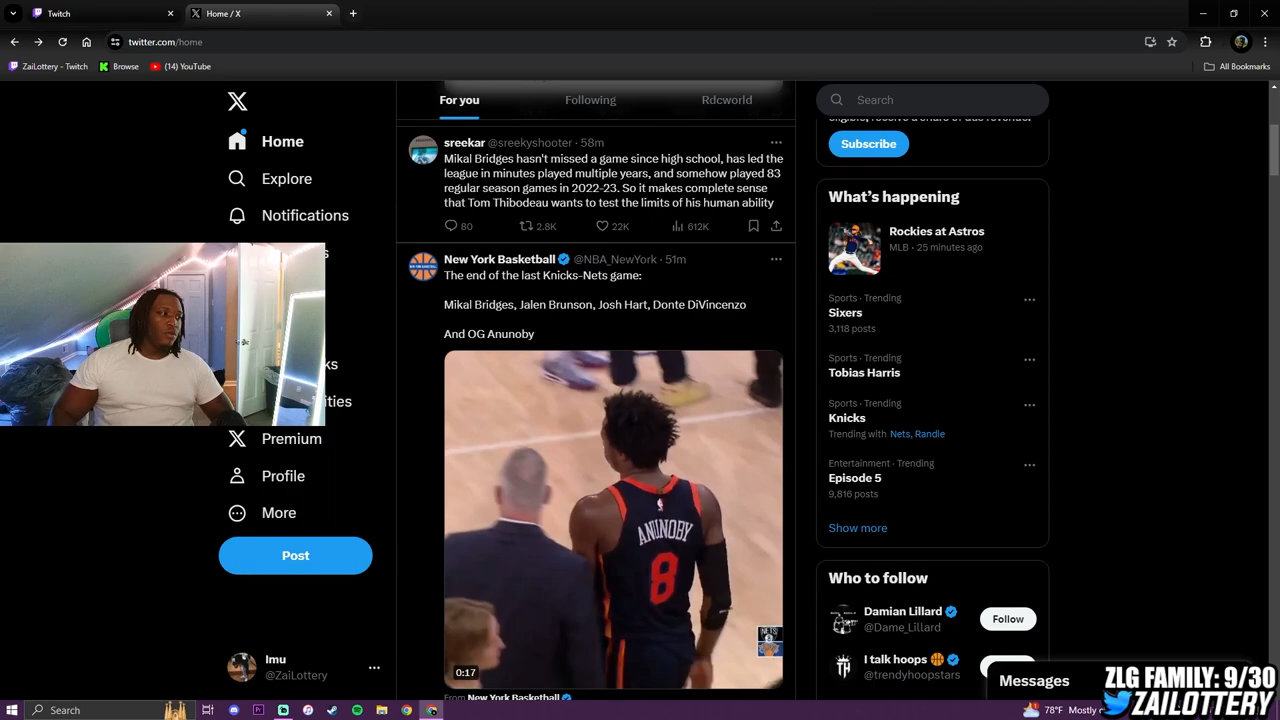 Twitch
Home / X
twitter.com/home
ZaiLottery - Twitch
Browse
(14) YouTube
All Bookmarks
For you
Following
Rdcworld
Search
Subscribe
Home
Explore
Notifications
ks
ities
Premium
Profile
More
Post
Imu
@ZaiLottery
sreekar @sreekyshooter · 58m
Mikal Bridges hasn't missed a game since high school, has led the
league in minutes played multiple years, and somehow played 83
regular season games in 2022-23. So it makes complete sense
that Tom Thibodeau wants to test the limits of his human ability
80
2.8K
22K
612K
New York Basketball @NBA_NewYork · 51m
The end of the last Knicks-Nets game:
Mikal Bridges, Jalen Brunson, Josh Hart, Donte DiVincenzo
And OG Anunoby
ANUNOBY
8
NETS
0:17
From New York Basketball
What's happening
Rockies at Astros
MLB · 25 minutes ago
Sports · Trending
Sixers
3,118 posts
Sports · Trending
Tobias Harris
Sports · Trending
Knicks
Trending with Nets, Randle
Entertainment · Trending
Episode 5
9,816 posts
Show more
Who to follow
Damian Lillard
@Dame_Lillard
Follow
I talk hoops
@trendyhoopstars
Messages
ZLG FAMILY: 9/30
ZAILOTTERY
Search
78°F Mostly